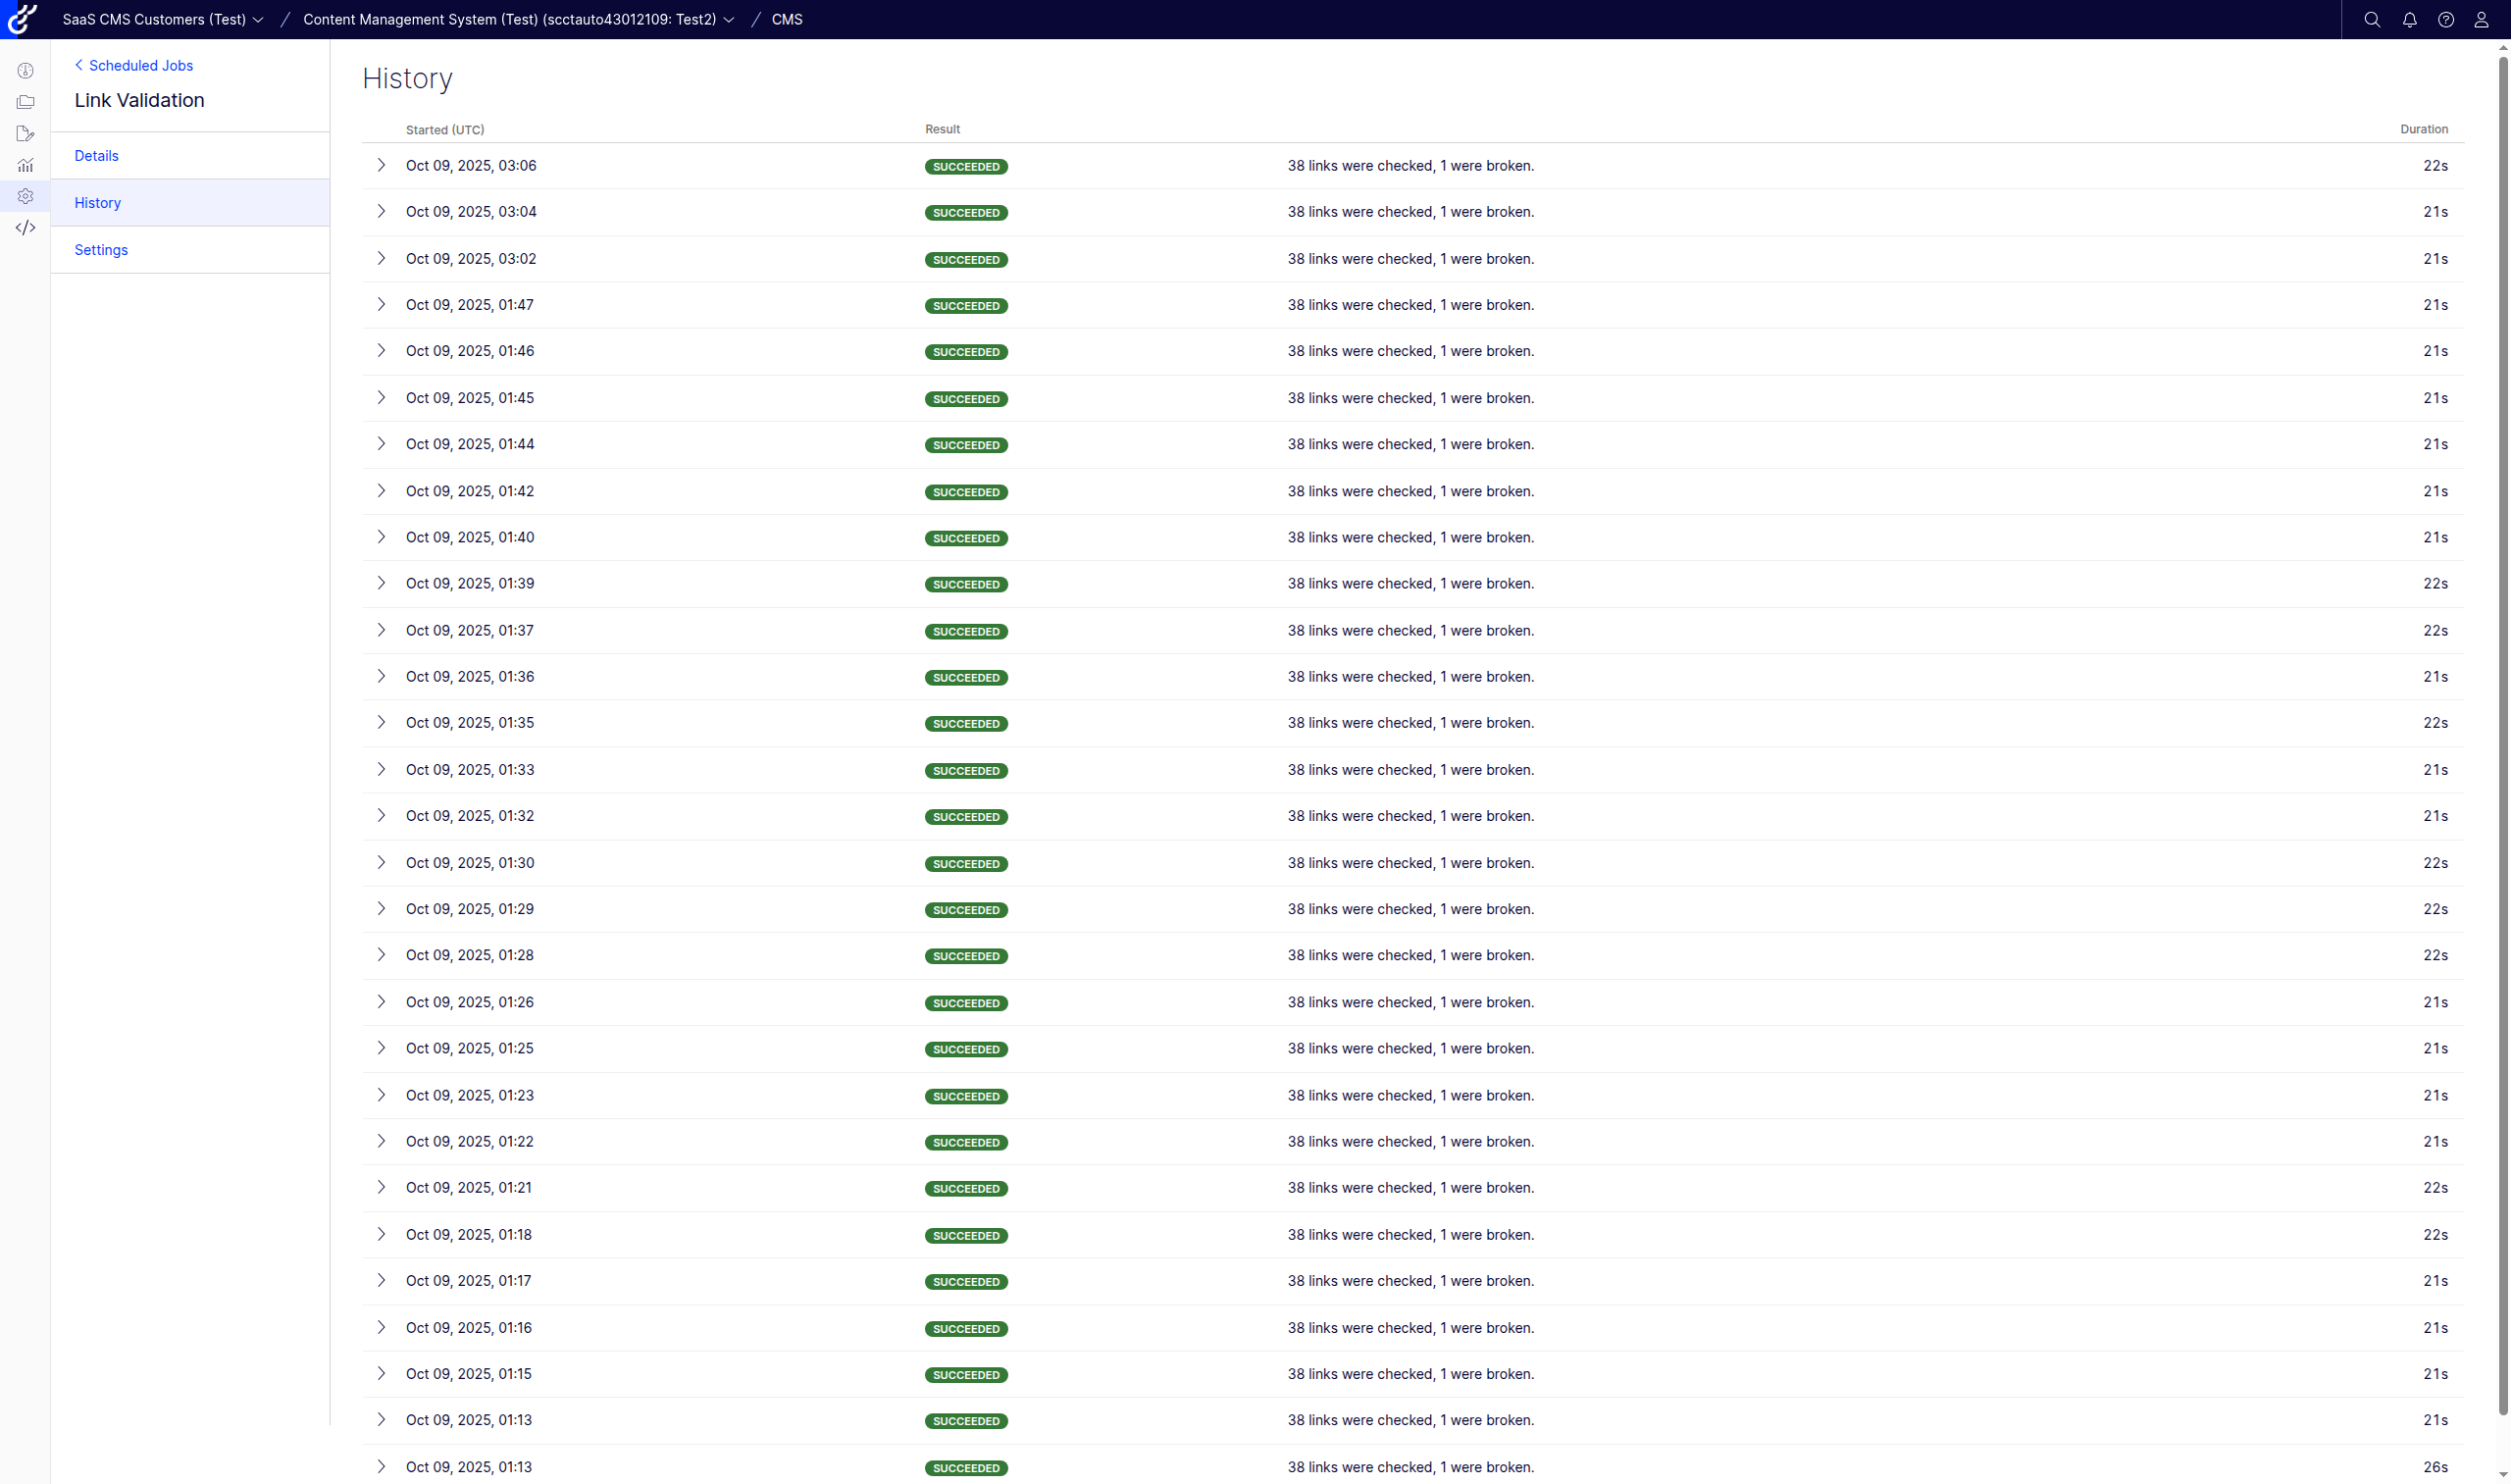 SaaS CMS Customers (Test) / Content Management System (Test) (scctauto43012109: Test2) / CMS
Scheduled Jobs
Link Validation
Details
History
Settings
History
Started (UTC) Result Duration
Oct 09, 2025, 03:06 SUCCEEDED 38 links were checked, 1 were broken. 22s
Oct 09, 2025, 03:04 SUCCEEDED 38 links were checked, 1 were broken. 21s
Oct 09, 2025, 03:02 SUCCEEDED 38 links were checked, 1 were broken. 21s
Oct 09, 2025, 01:47 SUCCEEDED 38 links were checked, 1 were broken. 21s
Oct 09, 2025, 01:46 SUCCEEDED 38 links were checked, 1 were broken. 21s
Oct 09, 2025, 01:45 SUCCEEDED 38 links were checked, 1 were broken. 21s
Oct 09, 2025, 01:44 SUCCEEDED 38 links were checked, 1 were broken. 21s
Oct 09, 2025, 01:42 SUCCEEDED 38 links were checked, 1 were broken. 21s
Oct 09, 2025, 01:40 SUCCEEDED 38 links were checked, 1 were broken. 21s
Oct 09, 2025, 01:39 SUCCEEDED 38 links were checked, 1 were broken. 22s
Oct 09, 2025, 01:37 SUCCEEDED 38 links were checked, 1 were broken. 22s
Oct 09, 2025, 01:36 SUCCEEDED 38 links were checked, 1 were broken. 21s
Oct 09, 2025, 01:35 SUCCEEDED 38 links were checked, 1 were broken. 22s
Oct 09, 2025, 01:33 SUCCEEDED 38 links were checked, 1 were broken. 21s
Oct 09, 2025, 01:32 SUCCEEDED 38 links were checked, 1 were broken. 21s
Oct 09, 2025, 01:30 SUCCEEDED 38 links were checked, 1 were broken. 22s
Oct 09, 2025, 01:29 SUCCEEDED 38 links were checked, 1 were broken. 22s
Oct 09, 2025, 01:28 SUCCEEDED 38 links were checked, 1 were broken. 22s
Oct 09, 2025, 01:26 SUCCEEDED 38 links were checked, 1 were broken. 21s
Oct 09, 2025, 01:25 SUCCEEDED 38 links were checked, 1 were broken. 21s
Oct 09, 2025, 01:23 SUCCEEDED 38 links were checked, 1 were broken. 21s
Oct 09, 2025, 01:22 SUCCEEDED 38 links were checked, 1 were broken. 21s
Oct 09, 2025, 01:21 SUCCEEDED 38 links were checked, 1 were broken. 22s
Oct 09, 2025, 01:18 SUCCEEDED 38 links were checked, 1 were broken. 22s
Oct 09, 2025, 01:17 SUCCEEDED 38 links were checked, 1 were broken. 21s
Oct 09, 2025, 01:16 SUCCEEDED 38 links were checked, 1 were broken. 21s
Oct 09, 2025, 01:15 SUCCEEDED 38 links were checked, 1 were broken. 21s
Oct 09, 2025, 01:13 SUCCEEDED 38 links were checked, 1 were broken. 21s
Oct 09, 2025, 01:13 SUCCEEDED 38 links were checked, 1 were broken. 26s